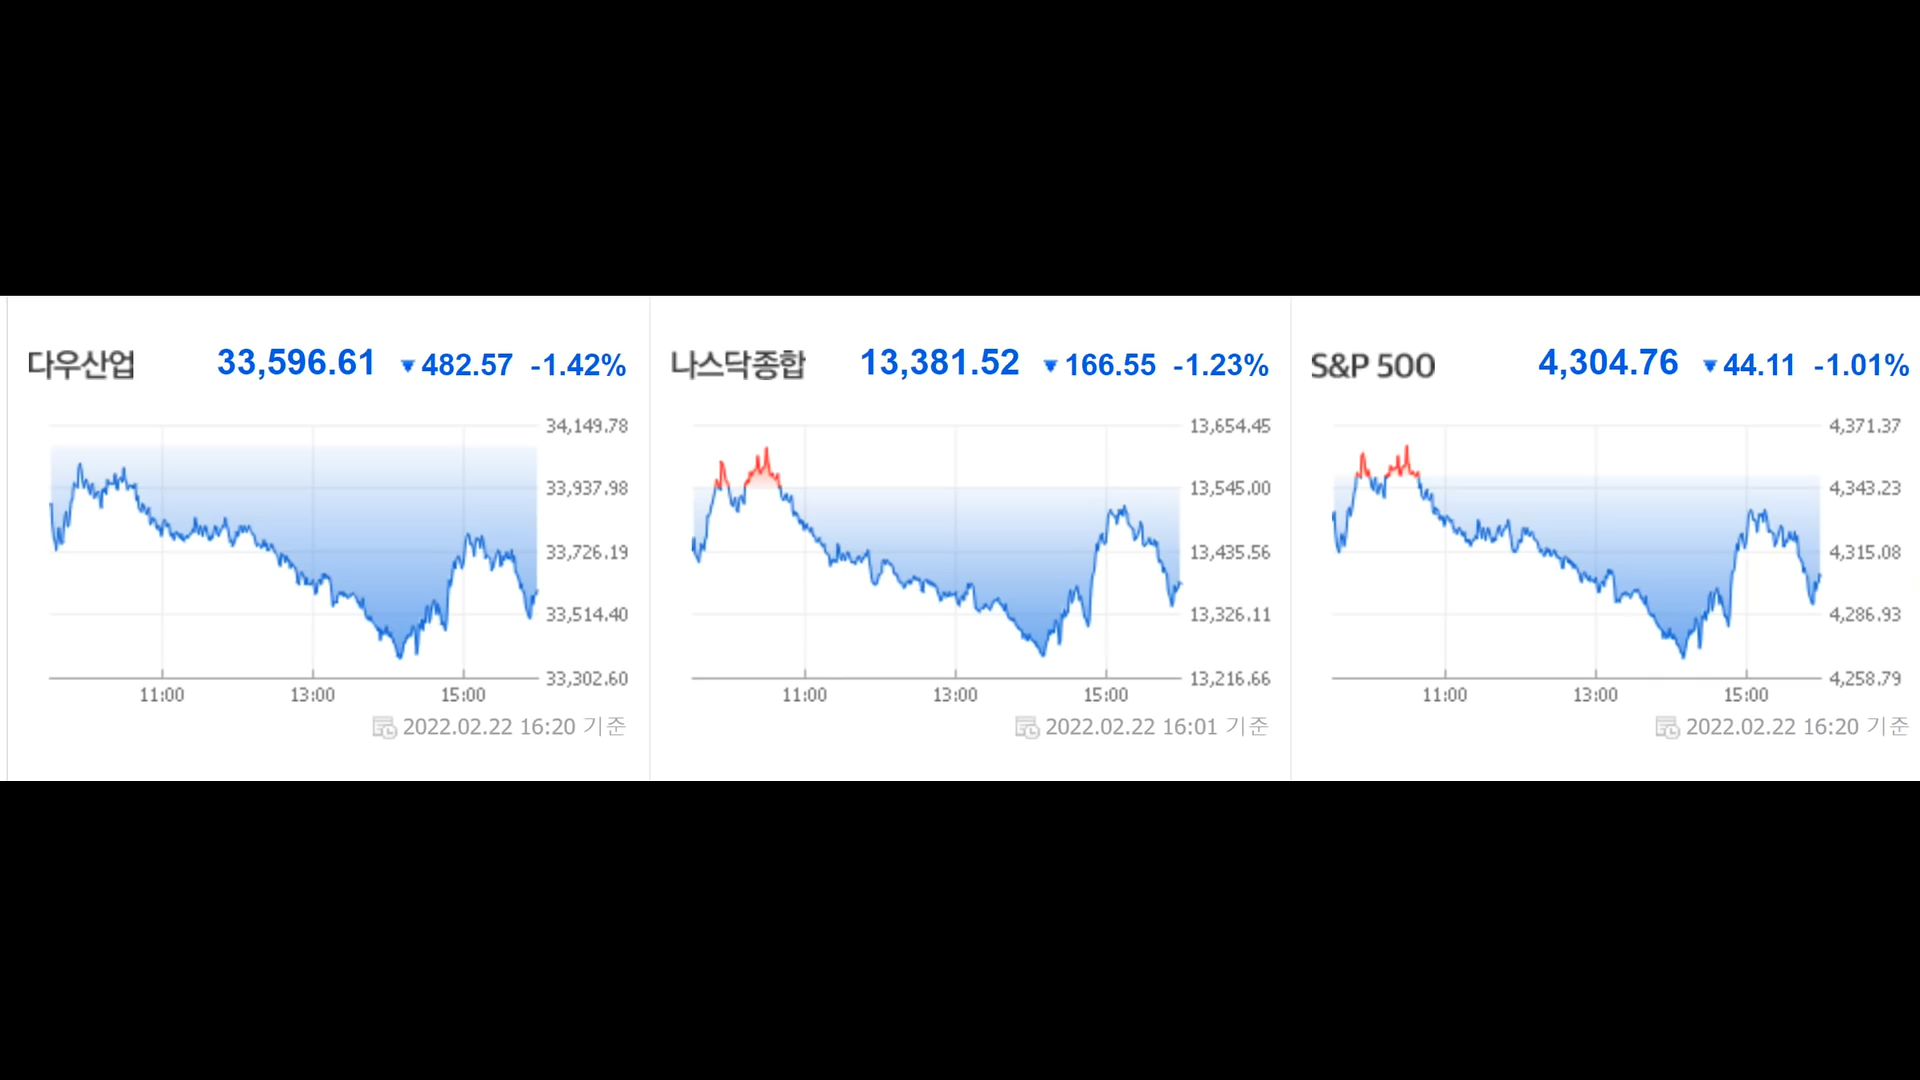 다우산업 33,596.61 ▼482.57 -1.42%
34,149.78
33,937.98
33,726.19
33,514.40
33,302.60
11:00 13:00 15:00
2022.02.22 16:20 기준
나스닥종합 13,381.52 ▼166.55 -1.23%
13,654.45
13,545.00
13,435.56
13,326.11
13,216.66
11:00 13:00 15:00
2022.02.22 16:01 기준
S&P 500 4,304.76 ▼44.11 -1.01%
4,371.37
4,343.23
4,315.08
4,286.93
4,258.79
11:00 13:00 15:00
2022.02.22 16:20 기준